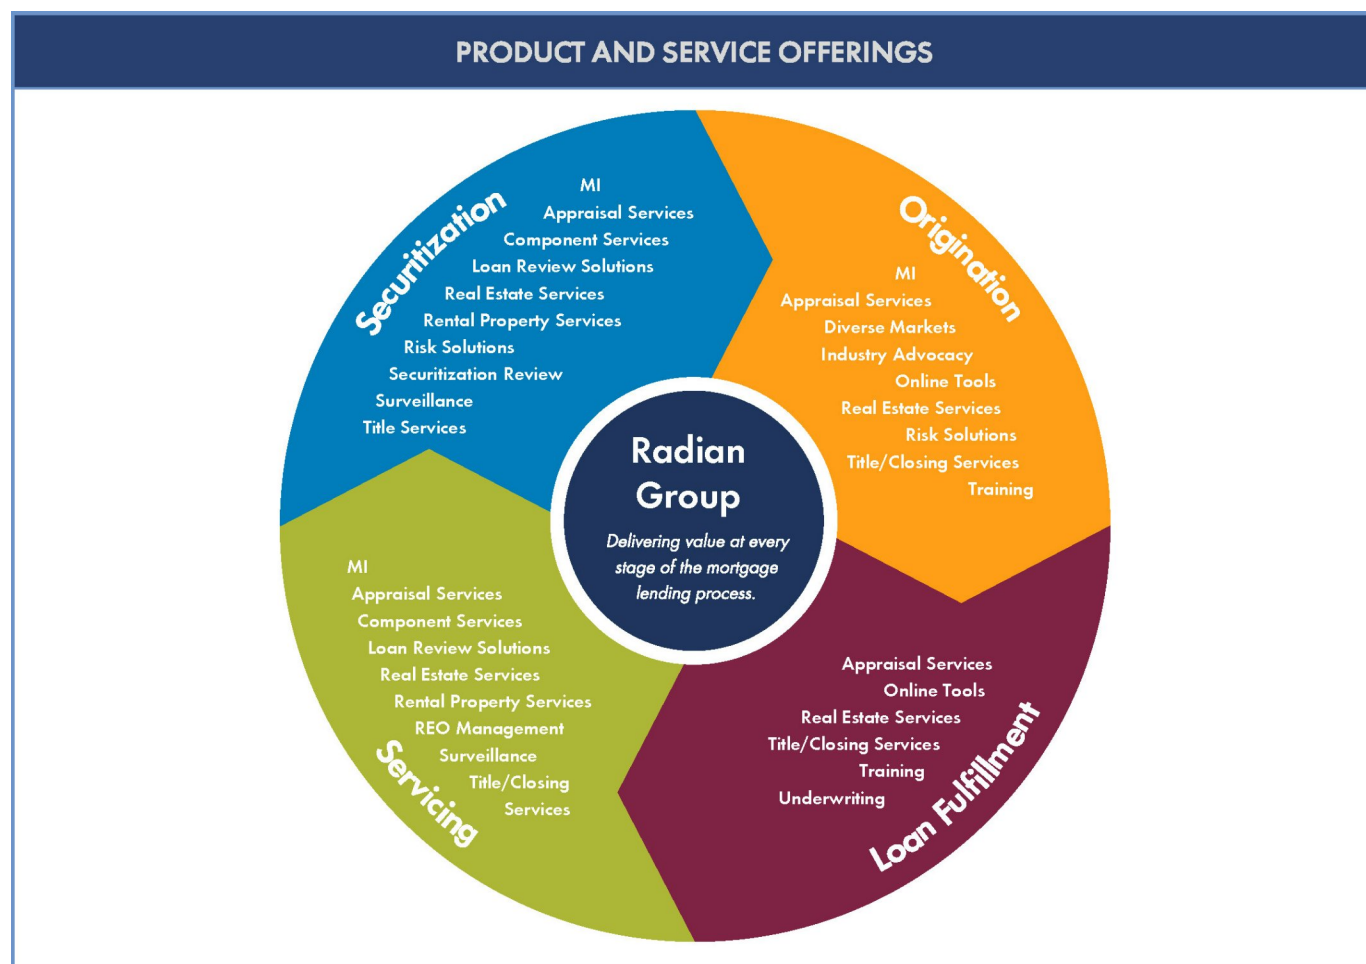 PRODUCT AND SERVICE OFFERINGS
Securitization
MI
Appraisal Services
Component Services
Loan Review Solutions
Real Estate Services
Rental Property Services
Risk Solutions
Securitization Review
Surveillance
Title Services
Origination
MI
Appraisal Services
Diverse Markets
Industry Advocacy
Online Tools
Real Estate Services
Risk Solutions
Title/Closing Services
Training
Radian
Group
Delivering value at every
stage of the mortgage
lending process.
MI
Appraisal Services
Component Services
Loan Review Solutions
Real Estate Services
Rental Property Services
REO Management
Surveillance
Title/Closing
Services
Servicing
Appraisal Services
Online Tools
Real Estate Services
Title/Closing Services
Training
Underwriting
Loan Fulfillment